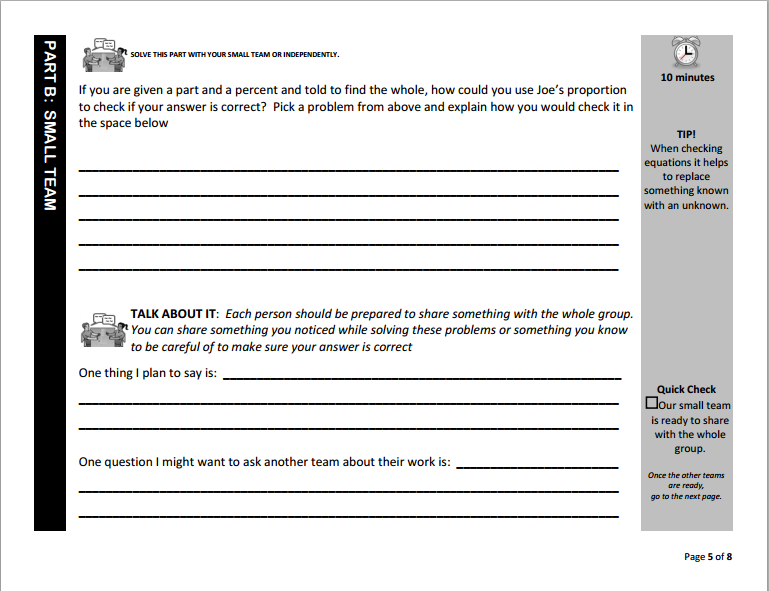 PART B: SMALL TEAM
SOLVE THIS PART WITH YOUR SMALL TEAM OR INDEPENDENTLY.
If you are given a part and a percent and told to find the whole, how could you use Joe's proportion
to check if your answer is correct? Pick a problem from above and explain how you would check it in
the space below
TALK ABOUT IT: Each person should be prepared to share something with the whole group.
You can share something you noticed while solving these problems or something you know
to be careful of to make sure your answer is correct
One thing I plan to say is:
One question I might want to ask another team about their work is:
10 minutes
TIP!
When checking
equations it helps
to replace
something known
with an unknown.
Quick Check
Our small team
is ready to share
with the whole
group.
Once the other teams
are ready,
go to the next page.
Page 5 of 8